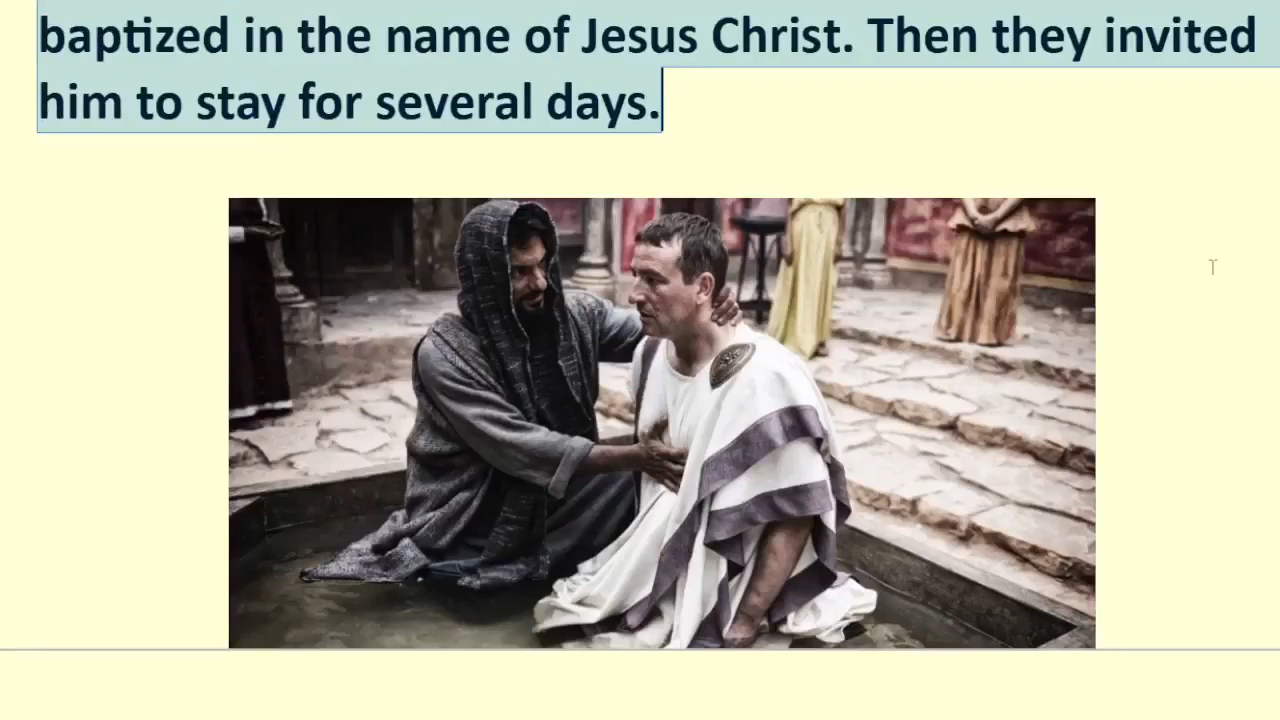 baptized in the name of Jesus Christ. Then they invited
him to stay for several days.